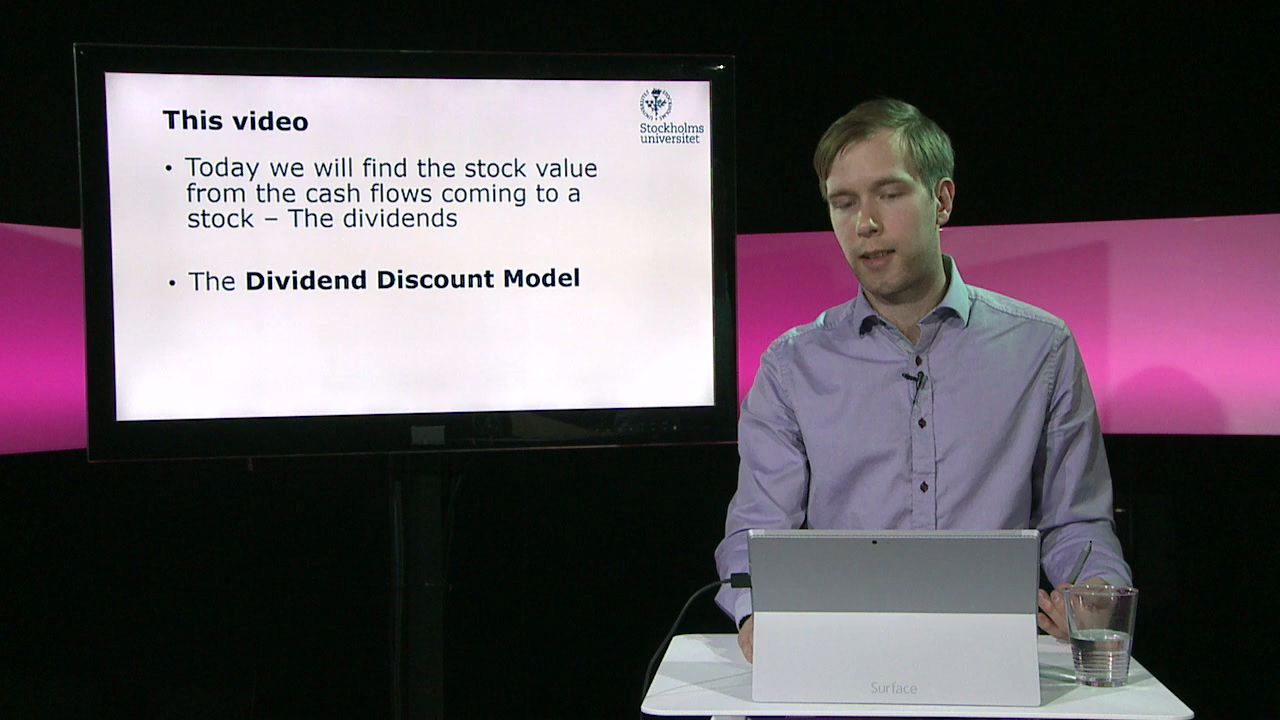 This video
Stockholms
universitet
• Today we will find the stock value
from the cash flows coming to a
stock – The dividends
• The Dividend Discount Model
Surface